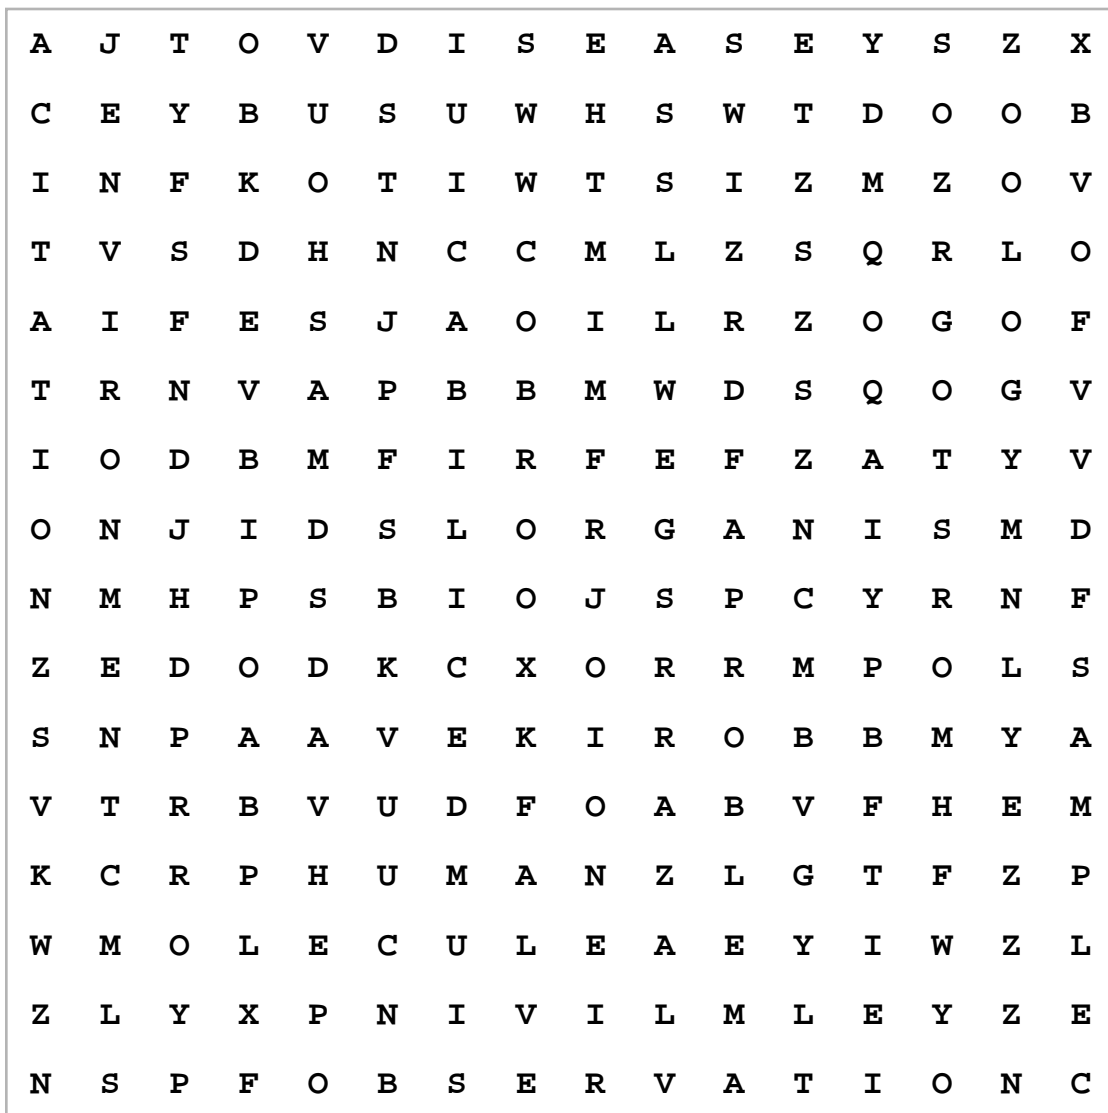 A J T O V D I S E A S E Y S Z X
C E Y B U S U W H S W T D O O B
I N F K O T I W T S I Z M Z O V
T V S D H N C C M L Z S Q R L O
A I F E S J A O I L R Z O G O F
T R N V A P B B M W D S Q O G V
I O D B M F I R F E F Z A T Y V
O N J I D S L O R G A N I S M D
N M H P S B I O J S P C Y R N F
Z E D O D K C X O R R M P O L S
S N P A A V E K I R O B B M Y A
V T R B V U D F O A B V F H E M
K C R P H U M A N Z L G T F Z P
W M O L E C U L E A E Y I W Z L
Z L Y X P N I V I L M L E Y Z E
N S P F O B S E R V A T I O N C